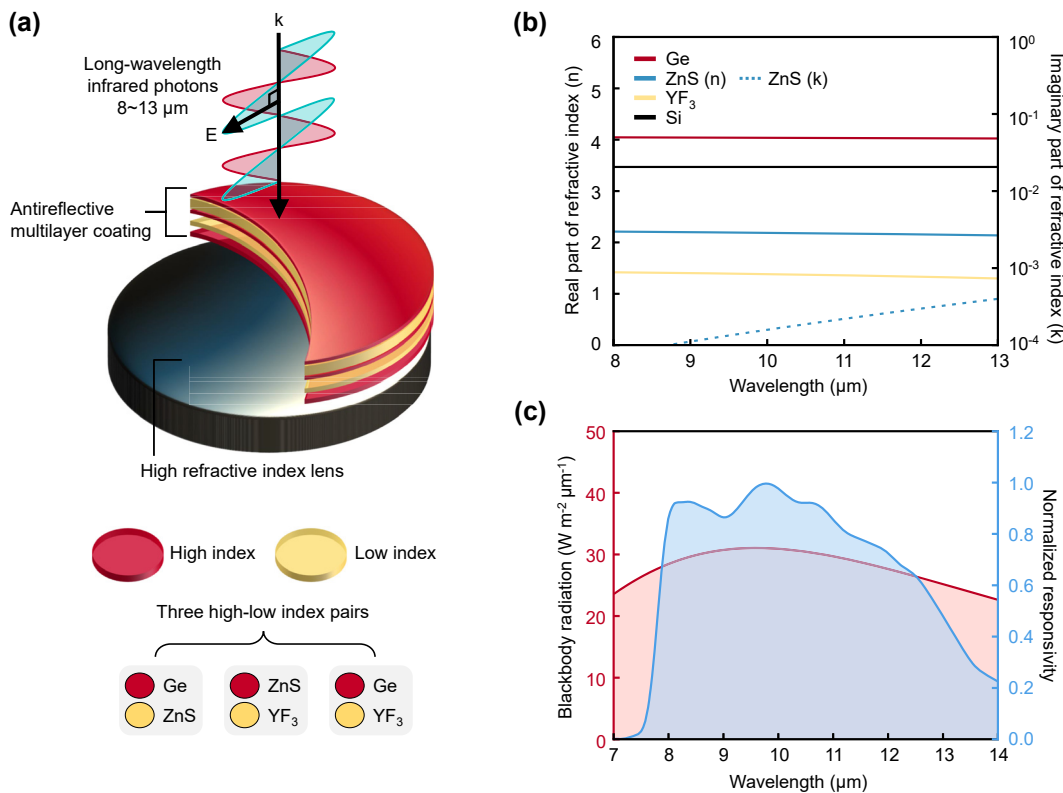 (a)
k
Long-wavelength
infrared photons
8~13 µm
E
Antireflective
multilayer coating
High refractive index lens
High index
Low index
Three high-low index pairs
Ge
ZnS
ZnS
YF₃
Ge
YF₃
(b)
Real part of refractive index (n)
6
5
4
3
2
1
0
Ge
ZnS (n)
ZnS (k)
YF₃
Si
8
9
10
11
12
13
Wavelength (µm)
10⁰
10⁻¹
10⁻²
10⁻³
10⁻⁴
Imaginary part of
refractive index (k)
(c)
Blackbody radiation (W m⁻² µm⁻¹)
50
40
30
20
10
0
7
8
9
10
11
12
13
14
Wavelength (µm)
1.2
1.0
0.8
0.6
0.4
0.2
0.0
Normalized responsivity